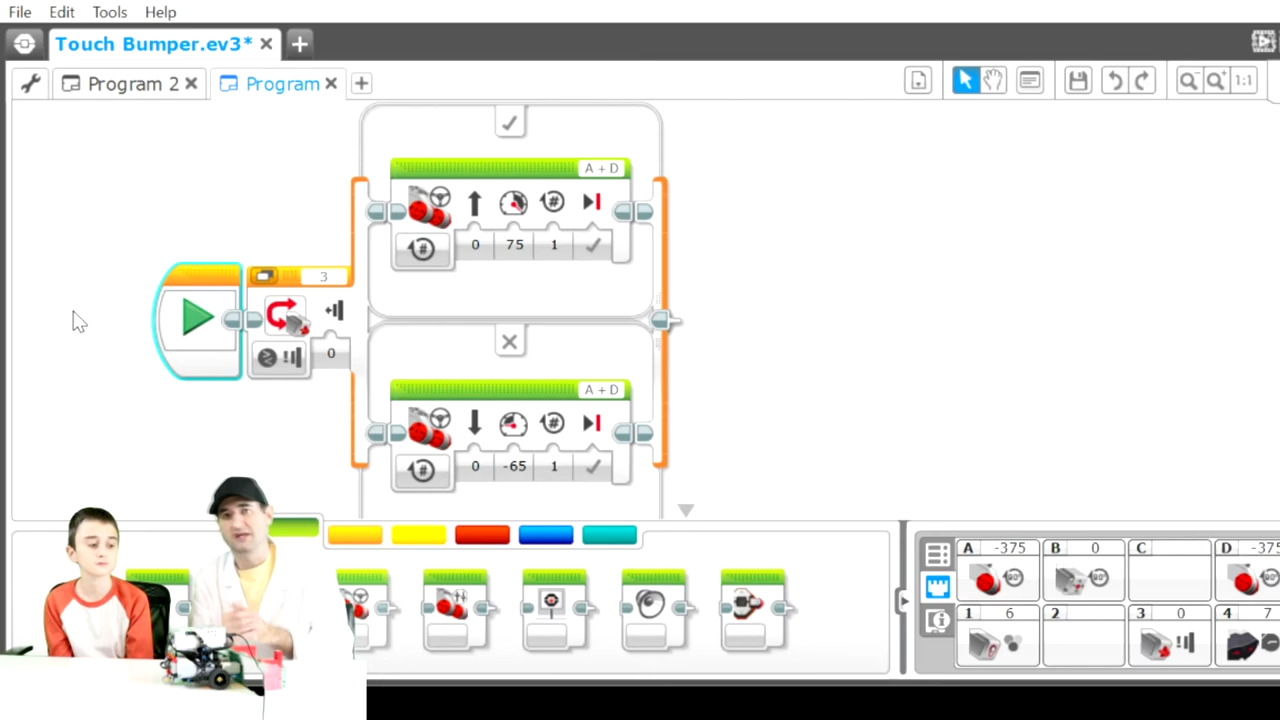 File Edit Tools Help
Touch Bumper.ev3*
Program 2 Program
1:1
A + D
#
# 0 75 1
3
0
A + D
#
# 0 -65 1
A -375 B 0 C D -375
1 6 2 3 0 4 7